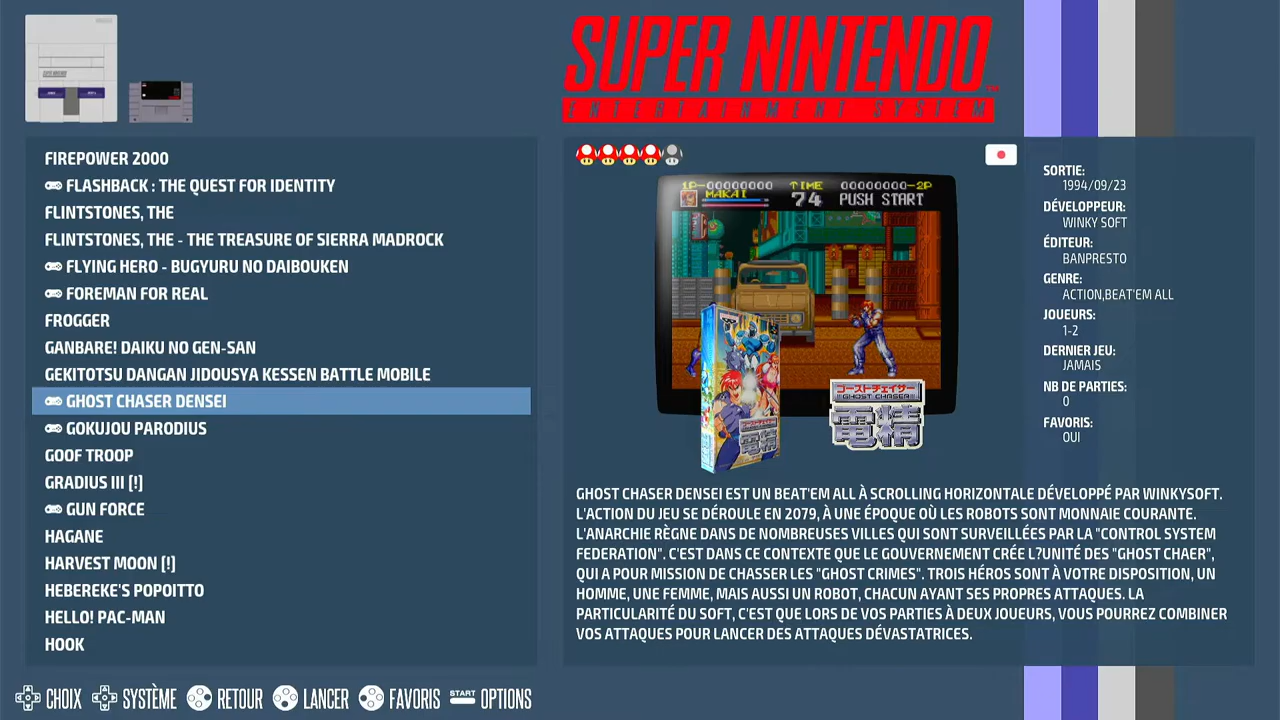 SUPER NINTENDO
ENTERTAINMENT SYSTEM
FIREPOWER 2000
FLASHBACK : THE QUEST FOR IDENTITY
FLINTSTONES, THE
FLINTSTONES, THE - THE TREASURE OF SIERRA MADROCK
FLYING HERO - BUGYURU NO DAIBOUKEN
FOREMAN FOR REAL
FROGGER
GANBARE! DAIKU NO GEN-SAN
GEKITOTSU DANGAN JIDOUSYA KESSEN BATTLE MOBILE
GHOST CHASER DENSEI
GOKUJOU PARODIUS
GOOF TROOP
GRADIUS III [!]
GUN FORCE
HAGANE
HARVEST MOON [!]
HEBEREKE'S POPOITTO
HELLO! PAC-MAN
HOOK
1P-00000000 TIME 00000000-2P
MAKAI 74 PUSH START
ゴーストチェイサー
GHOST CHASER
電精
SORTIE:
1994/09/23
DÉVELOPPEUR:
WINKY SOFT
ÉDITEUR:
BANPRESTO
GENRE:
ACTION,BEAT'EM ALL
JOUEURS:
1-2
DERNIER JEU:
JAMAIS
NB DE PARTIES:
0
FAVORIS:
OUI
GHOST CHASER DENSEI EST UN BEAT'EM ALL À SCROLLING HORIZONTALE DÉVELOPPÉ PAR WINKYSOFT.
L'ACTION DU JEU SE DÉROULE EN 2079, À UNE ÉPOQUE OÙ LES ROBOTS SONT MONNAIE COURANTE.
L'ANARCHIE RÈGNE DANS DE NOMBREUSES VILLES QUI SONT SURVEILLÉES PAR LA "CONTROL SYSTEM
FEDERATION". C'EST DANS CE CONTEXTE QUE LE GOUVERNEMENT CRÉE L?UNITÉ DES "GHOST CHAER",
QUI A POUR MISSION DE CHASSER LES "GHOST CRIMES". TROIS HÉROS SONT À VOTRE DISPOSITION, UN
HOMME, UNE FEMME, MAIS AUSSI UN ROBOT, CHACUN AYANT SES PROPRES ATTAQUES. LA
PARTICULARITÉ DU SOFT, C'EST QUE LORS DE VOS PARTIES À DEUX JOUEURS, VOUS POURREZ COMBINER
VOS ATTAQUES POUR LANCER DES ATTAQUES DÉVASTATRICES.
CHOIX SYSTÈME RETOUR LANCER FAVORIS START OPTIONS